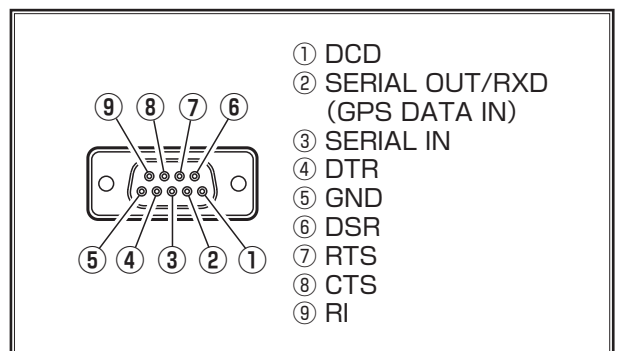 ⑨ ⑧ ⑦ ⑥
⑤ ④ ③ ② ①
① DCD
② SERIAL OUT/RXD
(GPS DATA IN)
③ SERIAL IN
④ DTR
⑤ GND
⑥ DSR
⑦ RTS
⑧ CTS
⑨ RI